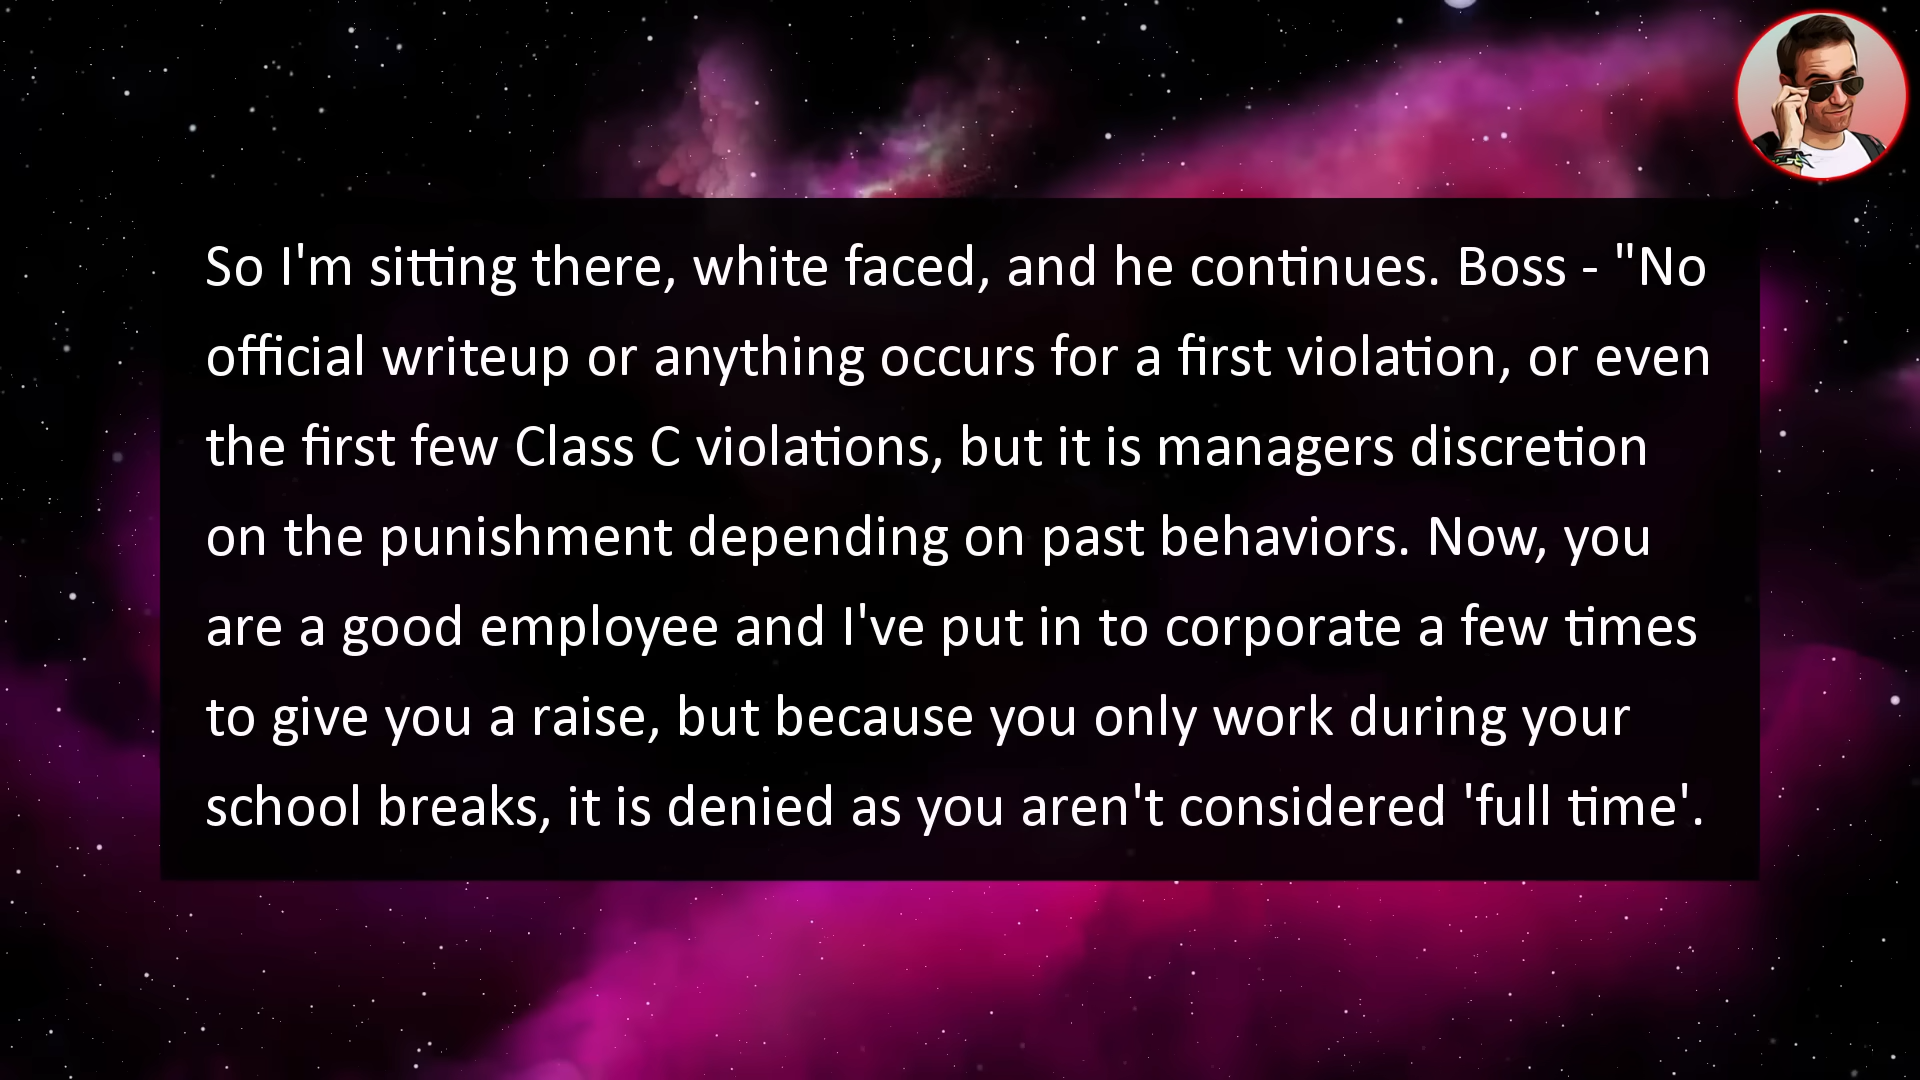 So I'm sitting there, white faced, and he continues. Boss - "No
official writeup or anything occurs for a first violation, or even
the first few Class C violations, but it is managers discretion
on the punishment depending on past behaviors. Now, you
are a good employee and I've put in to corporate a few times
to give you a raise, but because you only work during your
school breaks, it is denied as you aren't considered 'full time'.